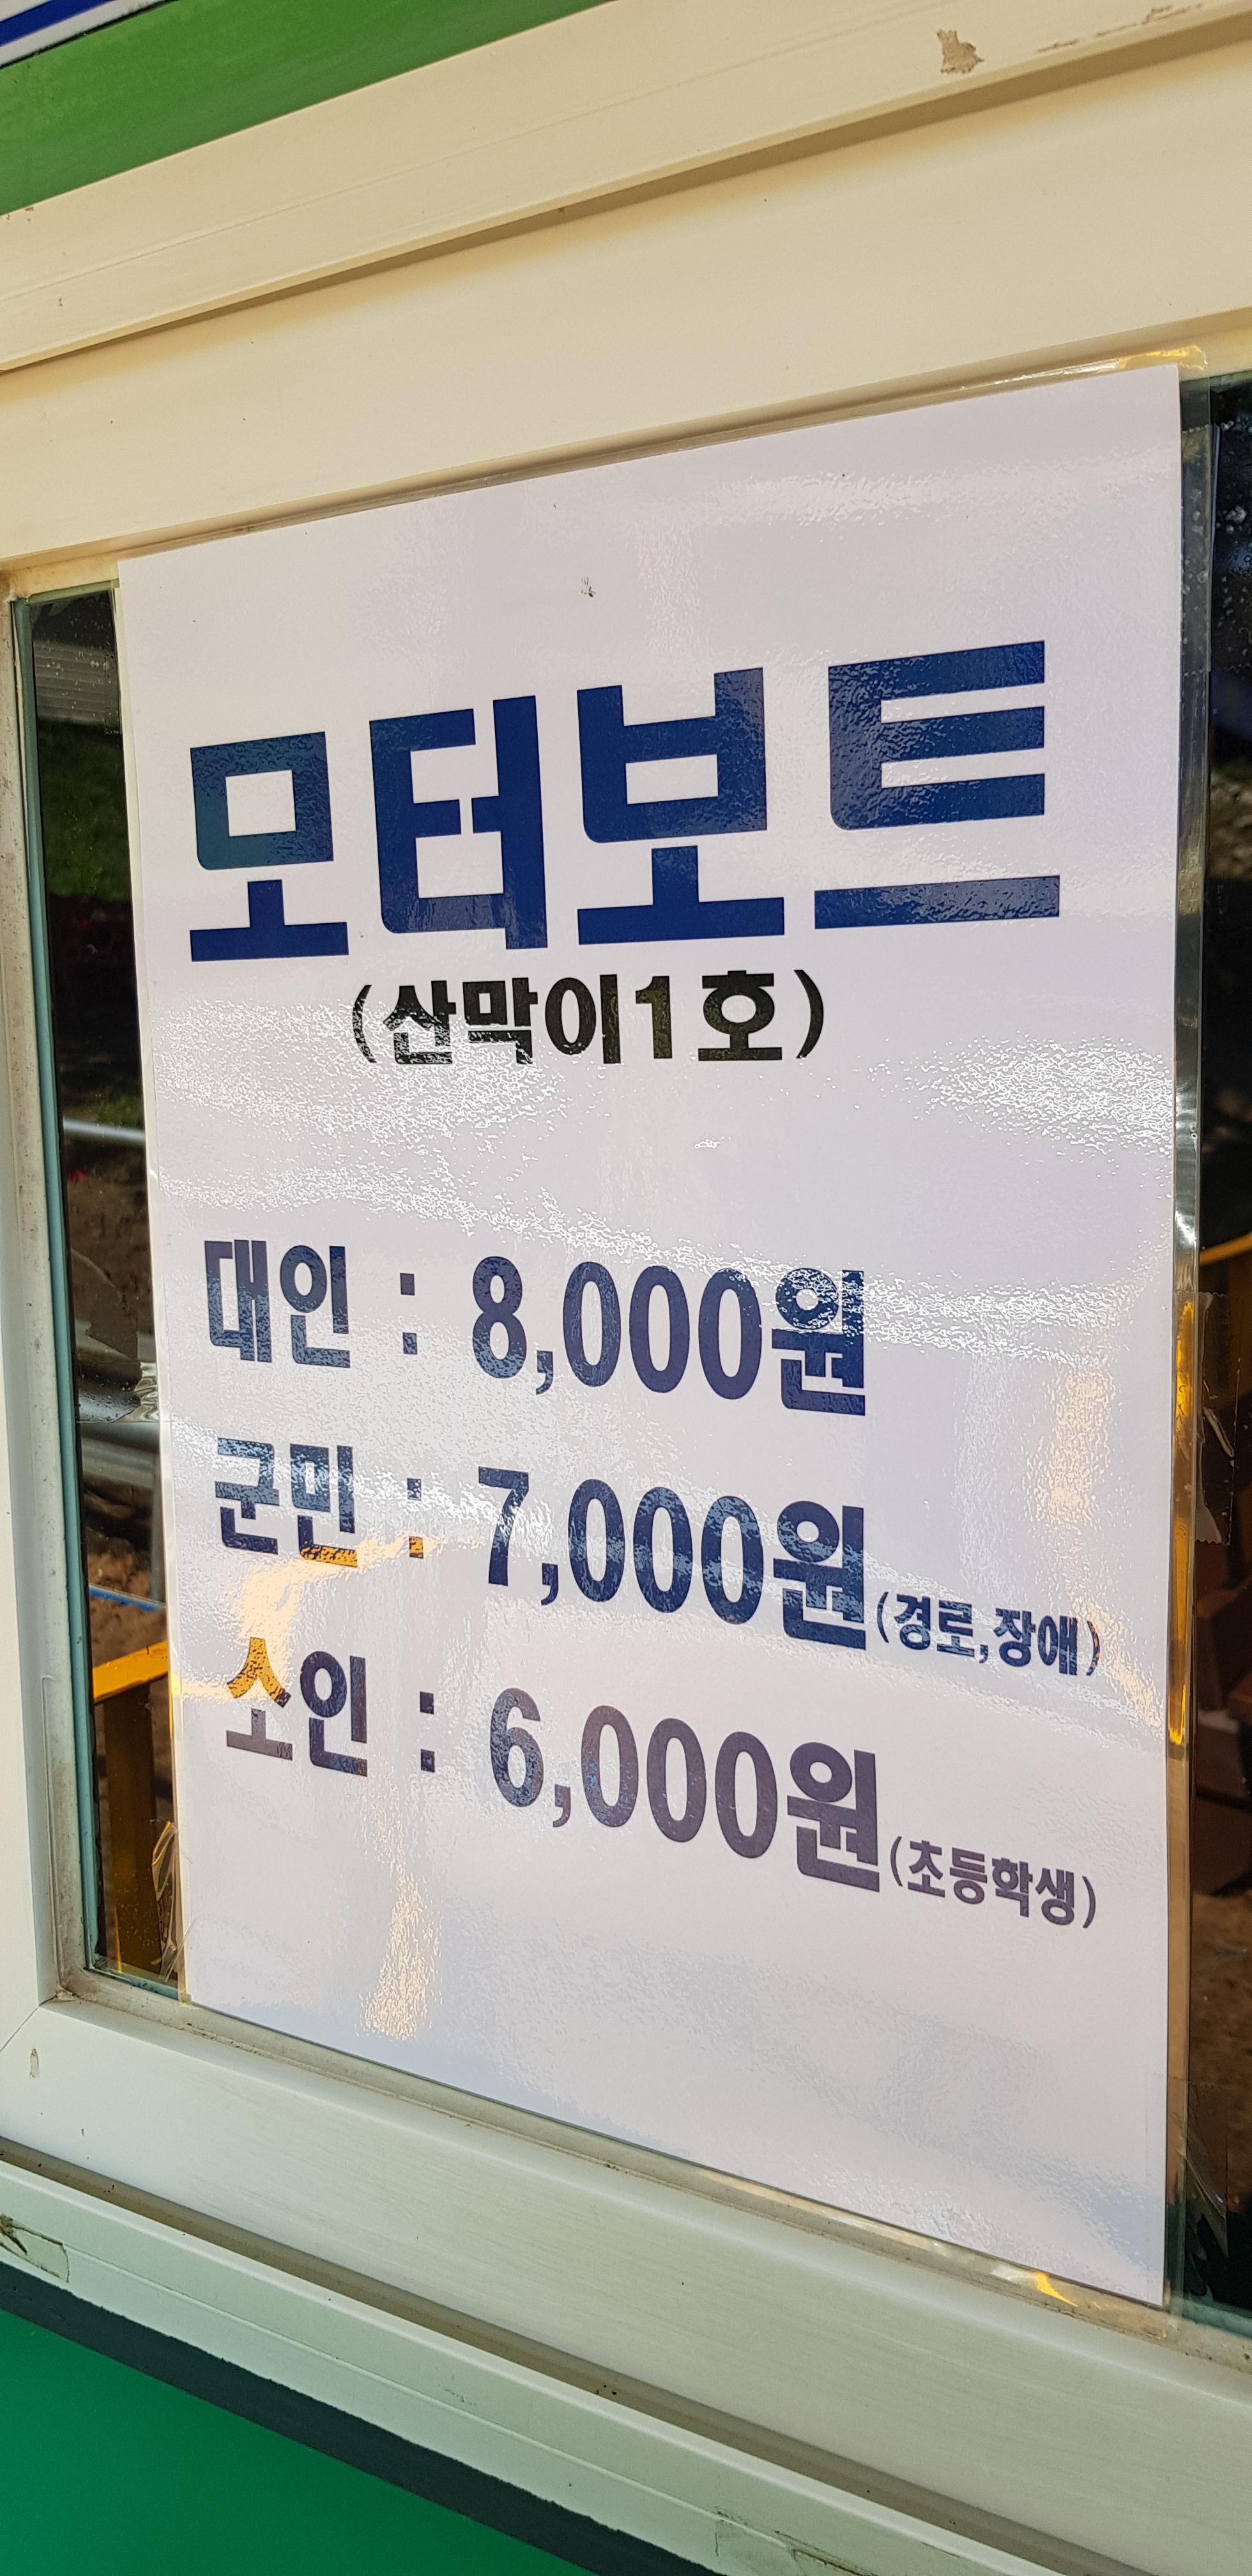 모터보트
(산막이1호)
대인 : 8,000원
군민 : 7,000원(경로,장애)
소인 : 6,000원(초등학생)